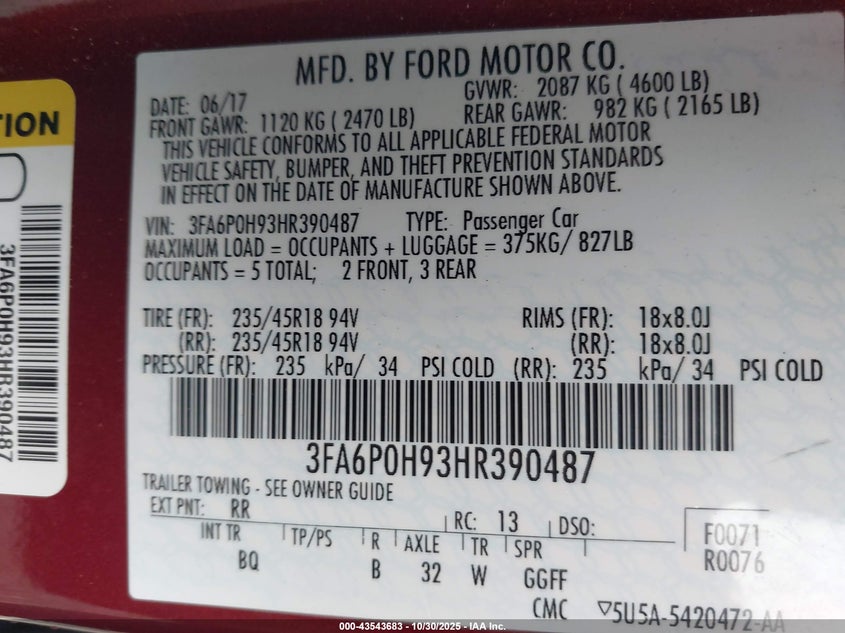 MFD. BY FORD MOTOR CO.
DATE: 06/17 GVWR: 2087 KG ( 4600 LB)
FRONT GAWR: 1120 KG ( 2470 LB) REAR GAWR: 982 KG ( 2165 LB)
THIS VEHICLE CONFORMS TO ALL APPLICABLE FEDERAL MOTOR
VEHICLE SAFETY, BUMPER, AND THEFT PREVENTION STANDARDS
IN EFFECT ON THE DATE OF MANUFACTURE SHOWN ABOVE.
VIN: 3FA6P0H93HR390487 TYPE: Passenger Car
MAXIMUM LOAD = OCCUPANTS + LUGGAGE = 375KG/ 827LB
OCCUPANTS = 5 TOTAL; 2 FRONT, 3 REAR
TIRE (FR): 235/45R18 94V RIMS (FR): 18x8.0J
(RR): 235/45R18 94V (RR): 18x8.0J
PRESSURE (FR): 235 kPa/ 34 PSI COLD (RR): 235 kPa/ 34 PSI COLD
3FA6P0H93HR390487
TRAILER TOWING - SEE OWNER GUIDE
EXT PNT: RR RC: 13 DSO: F0071
INT TR TP/PS R AXLE TR SPR R0076
BQ B 32 W GGFF
CMC 5U5A-5420472-AA
TION
3FA6P0H93HR390487
000-43543683 - 10/30/2025 - IAA Inc.